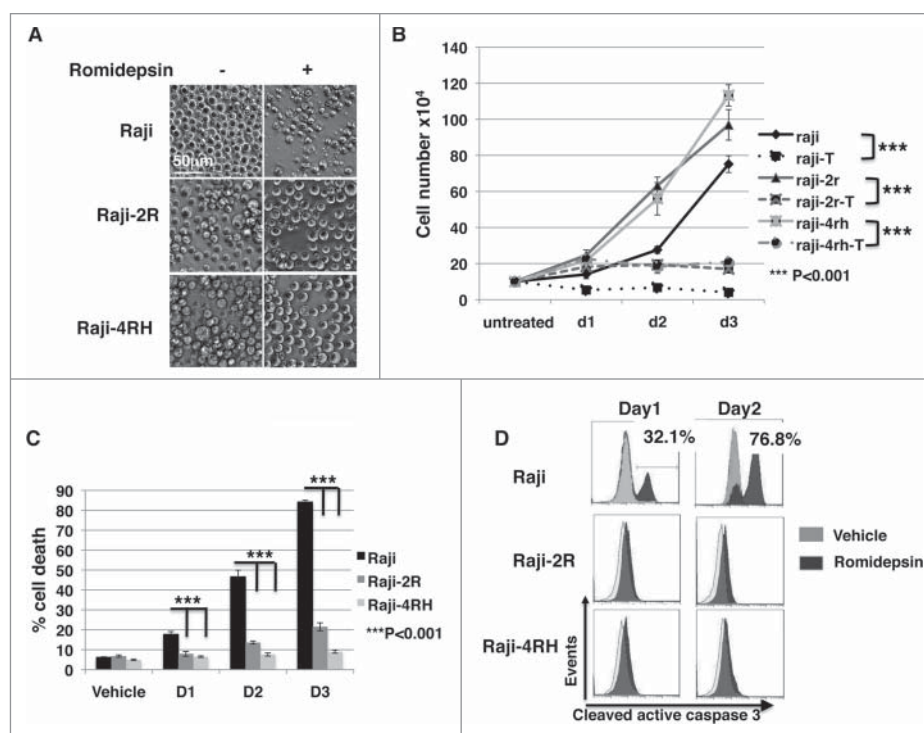 A
Romidepsin - +
Raji
50μm
Raji-2R
Raji-4RH
B
Cell number x10⁴
140
120
100
80
60
40
20
0
untreated d1 d2 d3
raji
raji-T
raji-2r
raji-2r-T
raji-4rh
raji-4rh-T
***
***
***
*** P<0.001
C
% cell death
90
80
70
60
50
40
30
20
10
0
Vehicle D1 D2 D3
***
***
***
Raji
Raji-2R
Raji-4RH
***P<0.001
D
Day1 Day2
32.1% 76.8%
Raji
Raji-2R
Raji-4RH
Vehicle
Romidepsin
Events
Cleaved active caspase 3